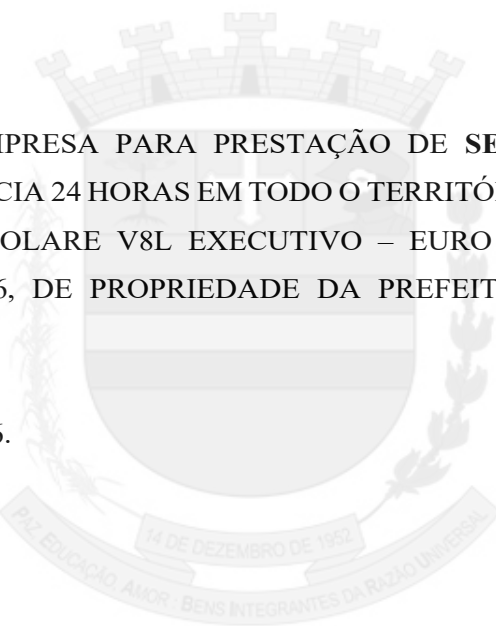 MPRESA PARA PRESTAÇÃO DE SE
CIA 24 HORAS EM TODO O TERRITÓ
OLARE V8L EXECUTIVO – EURO
6, DE PROPRIEDADE DA PREFEIT
6.
14 DE DEZEMBRO DE 1952
PAZ, EDUCAÇÃO, AMOR - BENS INTEGRANTES DA RAZÃO UNIVERSAL